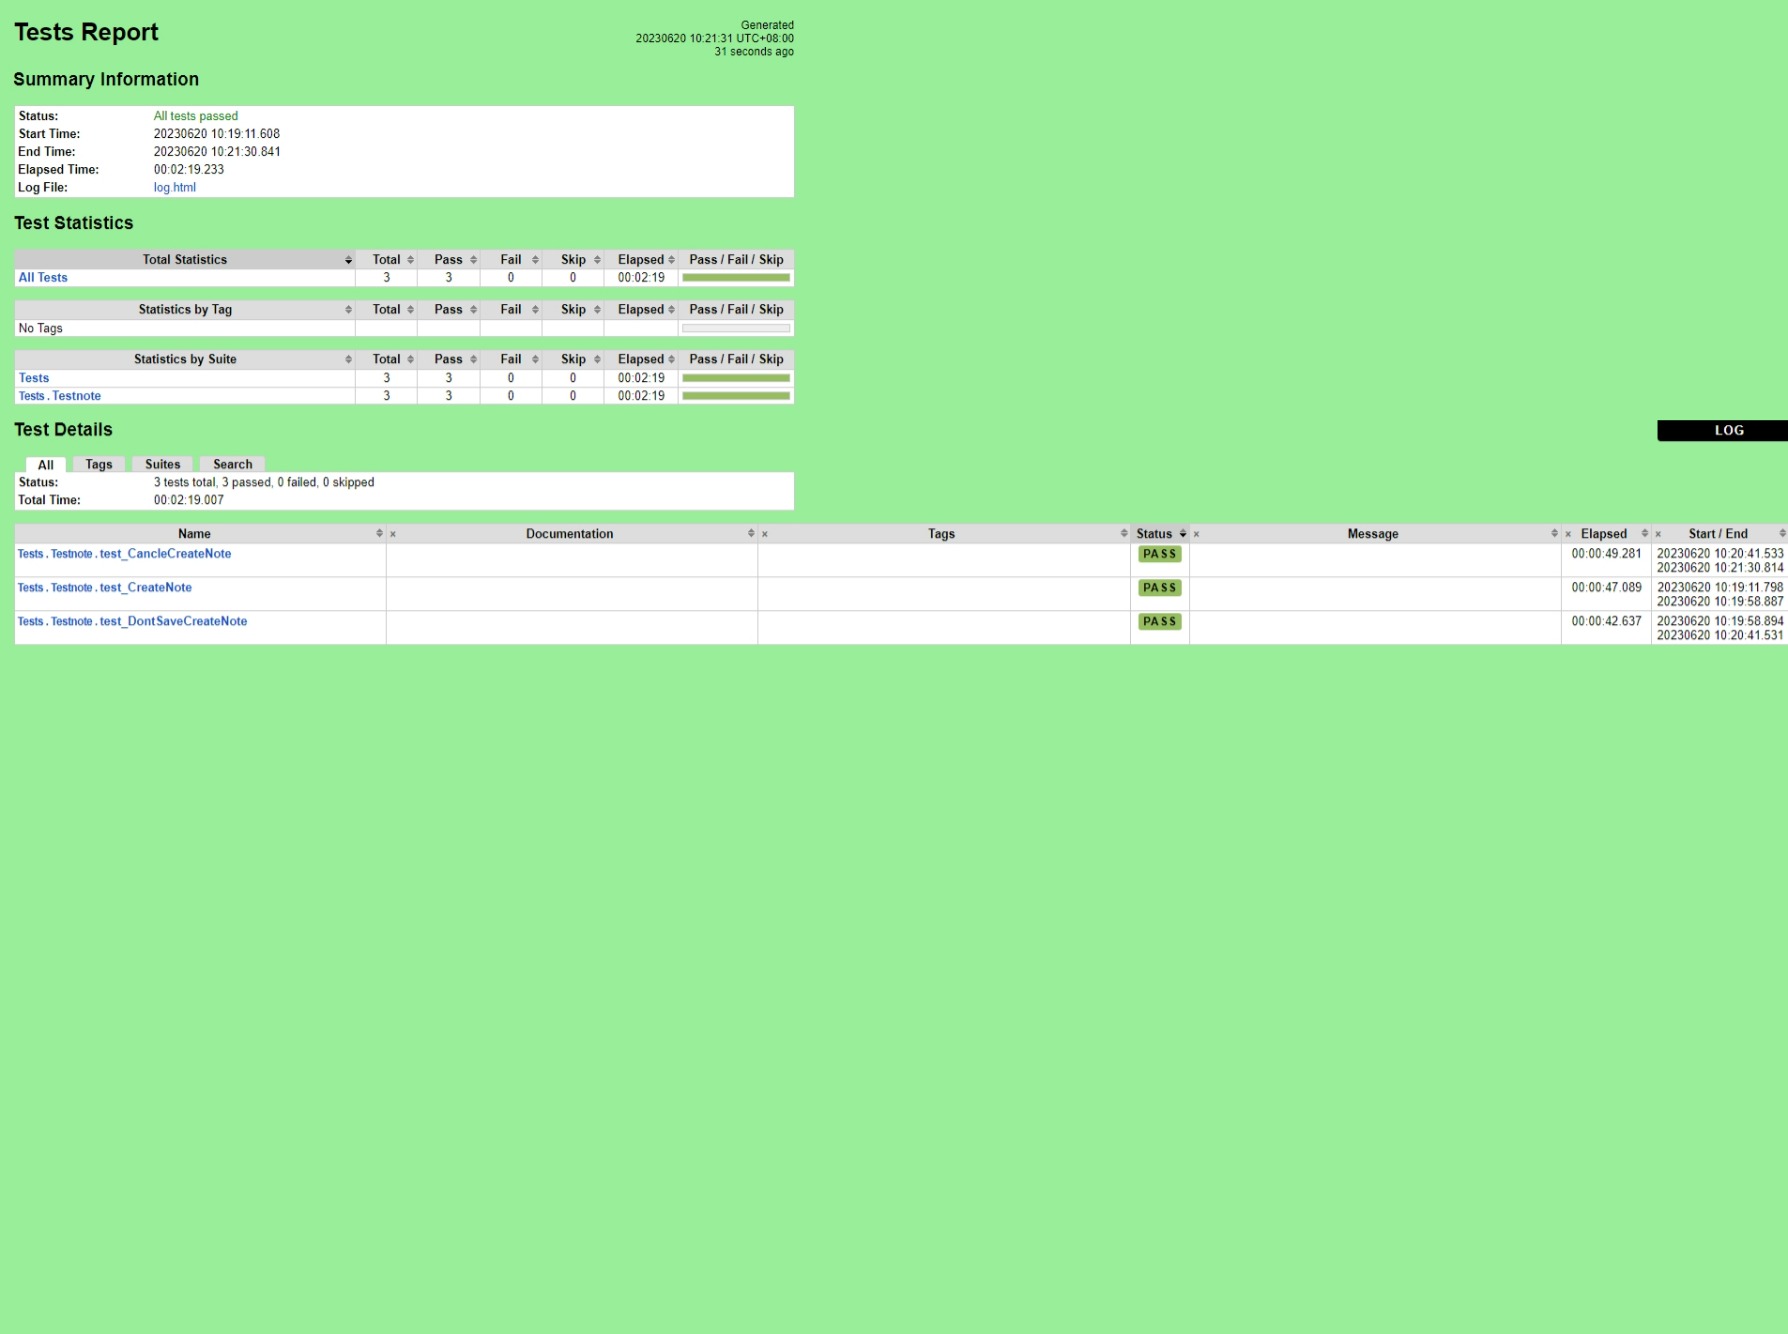 Tests Report
Generated
20230620 10:21:31 UTC+08:00
31 seconds ago
Summary Information
Status: All tests passed
Start Time: 20230620 10:19:11.608
End Time: 20230620 10:21:30.841
Elapsed Time: 00:02:19.233
Log File: log.html
Test Statistics
Total Statistics Total Pass Fail Skip Elapsed Pass / Fail / Skip
All Tests 3 3 0 0 00:02:19
Statistics by Tag Total Pass Fail Skip Elapsed Pass / Fail / Skip
No Tags
Statistics by Suite Total Pass Fail Skip Elapsed Pass / Fail / Skip
Tests 3 3 0 0 00:02:19
Tests . Testnote 3 3 0 0 00:02:19
Test Details
LOG
All Tags Suites Search
Status: 3 tests total, 3 passed, 0 failed, 0 skipped
Total Time: 00:02:19.007
Name × Documentation × Tags Status × Message × Elapsed × Start / End
Tests . Testnote . test_CancleCreateNote PASS 00:00:49.281 20230620 10:20:41.533
20230620 10:21:30.814
Tests . Testnote . test_CreateNote PASS 00:00:47.089 20230620 10:19:11.798
20230620 10:19:58.887
Tests . Testnote . test_DontSaveCreateNote PASS 00:00:42.637 20230620 10:19:58.894
20230620 10:20:41.531